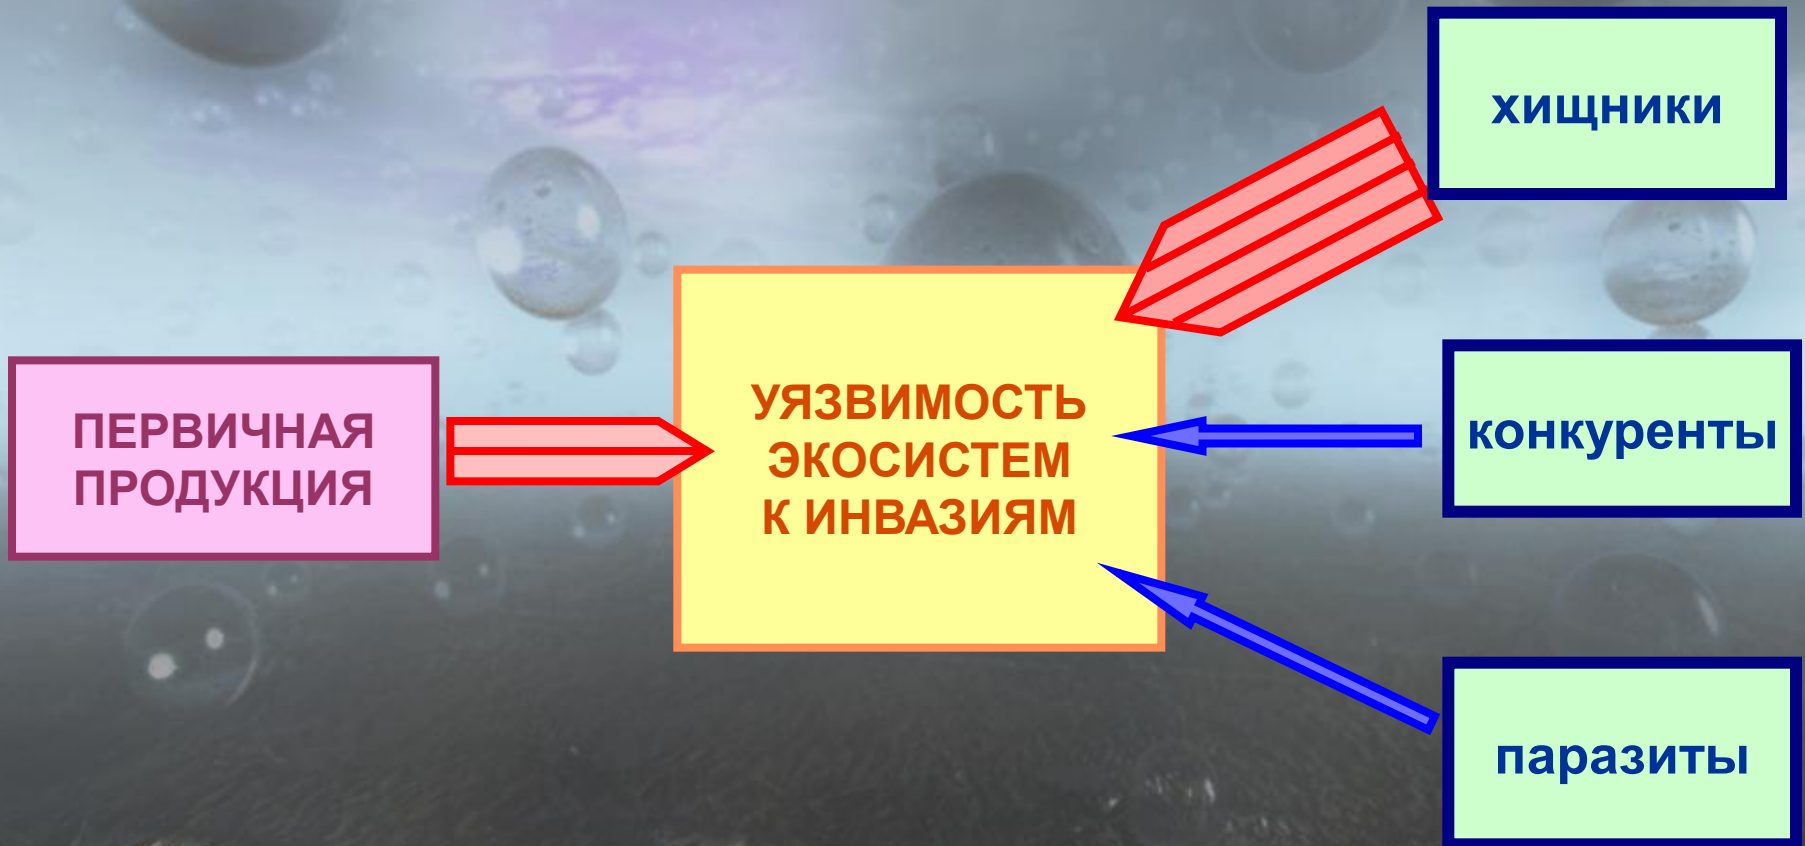 хищники
ПЕРВИЧНАЯ
ПРОДУКЦИЯ
УЯЗВИМОСТЬ
ЭКОСИСТЕМ
К ИНВАЗИЯМ
конкуренты
паразиты